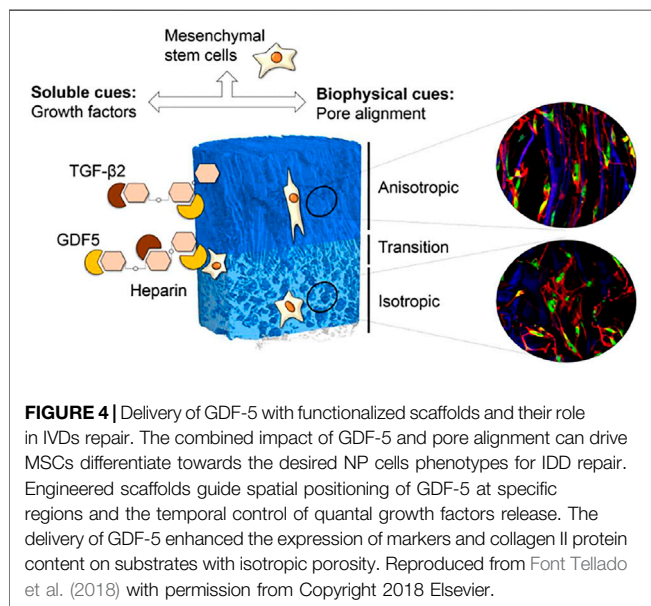 Mesenchymal
stem cells
Soluble cues:
Growth factors
Biophysical cues:
Pore alignment
TGF-β2
GDF5
Heparin
Anisotropic
Transition
Isotropic
FIGURE 4 | Delivery of GDF-5 with functionalized scaffolds and their role
in IVDs repair. The combined impact of GDF-5 and pore alignment can drive
MSCs differentiate towards the desired NP cells phenotypes for IDD repair.
Engineered scaffolds guide spatial positioning of GDF-5 at specific
regions and the temporal control of quantal growth factors release. The
delivery of GDF-5 enhanced the expression of markers and collagen II protein
content on substrates with isotropic porosity. Reproduced from Font Tellado
et al. (2018) with permission from Copyright 2018 Elsevier.